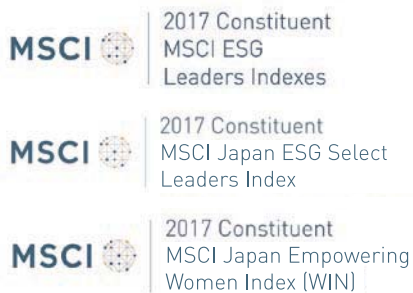 MSCI
2017 Constituent
MSCI ESG
Leaders Indexes
MSCI
2017 Constituent
MSCI Japan ESG Select
Leaders Index
MSCI
2017 Constituent
MSCI Japan Empowering
Women Index (WIN)